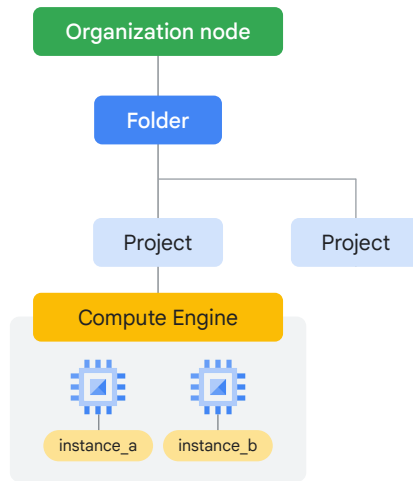 Organization node
Folder
Project
Project
Compute Engine
instance_a
instance_b